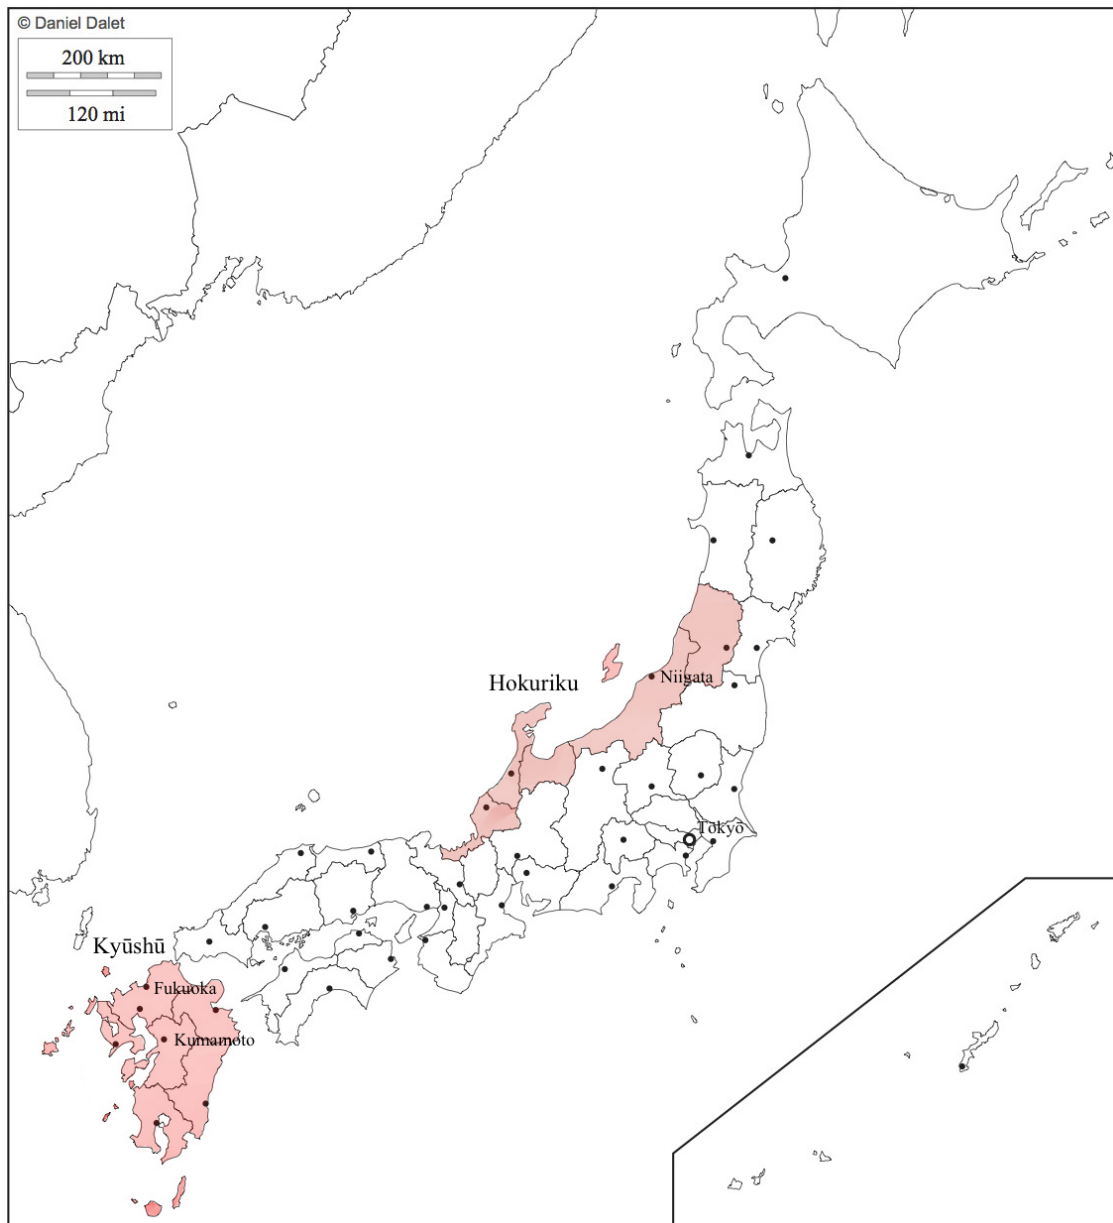 © Daniel Dalet
200 km
120 mi
Hokuriku
Niigata
Tōkyō
Kyūshū
Fukuoka
Kumamoto